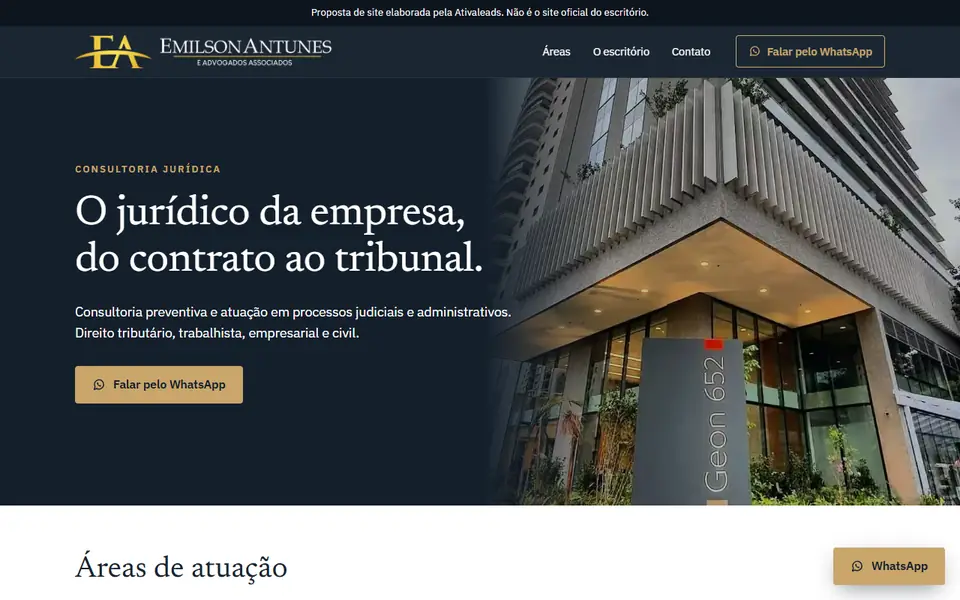 Proposta de site elaborada pela Ativaleads. Não é o site oficial do escritório.
EA
EMILSON ANTUNES
E ADVOGADOS ASSOCIADOS
Áreas
O escritório
Contato
Falar pelo WhatsApp
CONSULTORIA JURÍDICA
O jurídico da empresa,
do contrato ao tribunal.
Consultoria preventiva e atuação em processos judiciais e administrativos.
Direito tributário, trabalhista, empresarial e civil.
Falar pelo WhatsApp
Geon 652
Áreas de atuação
WhatsApp